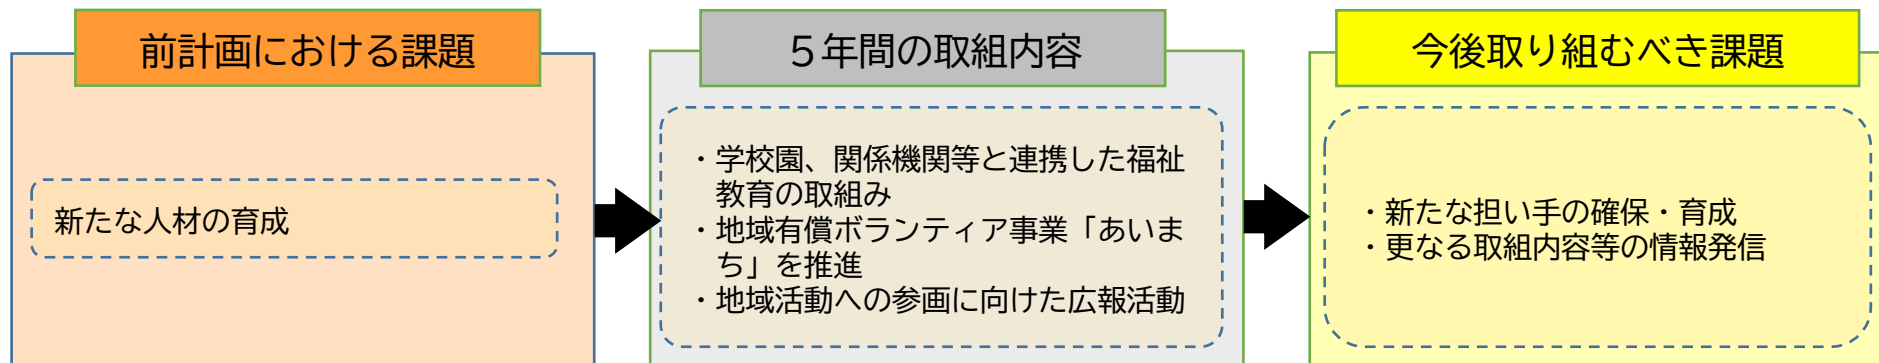 前計画における課題
新たな人材の育成
５年間の取組内容
・学校園、関係機関等と連携した福祉
教育の取組み
・地域有償ボランティア事業「あいま
ち」を推進
・地域活動への参画に向けた広報活動
今後取り組むべき課題
・新たな担い手の確保・育成
・更なる取組内容等の情報発信